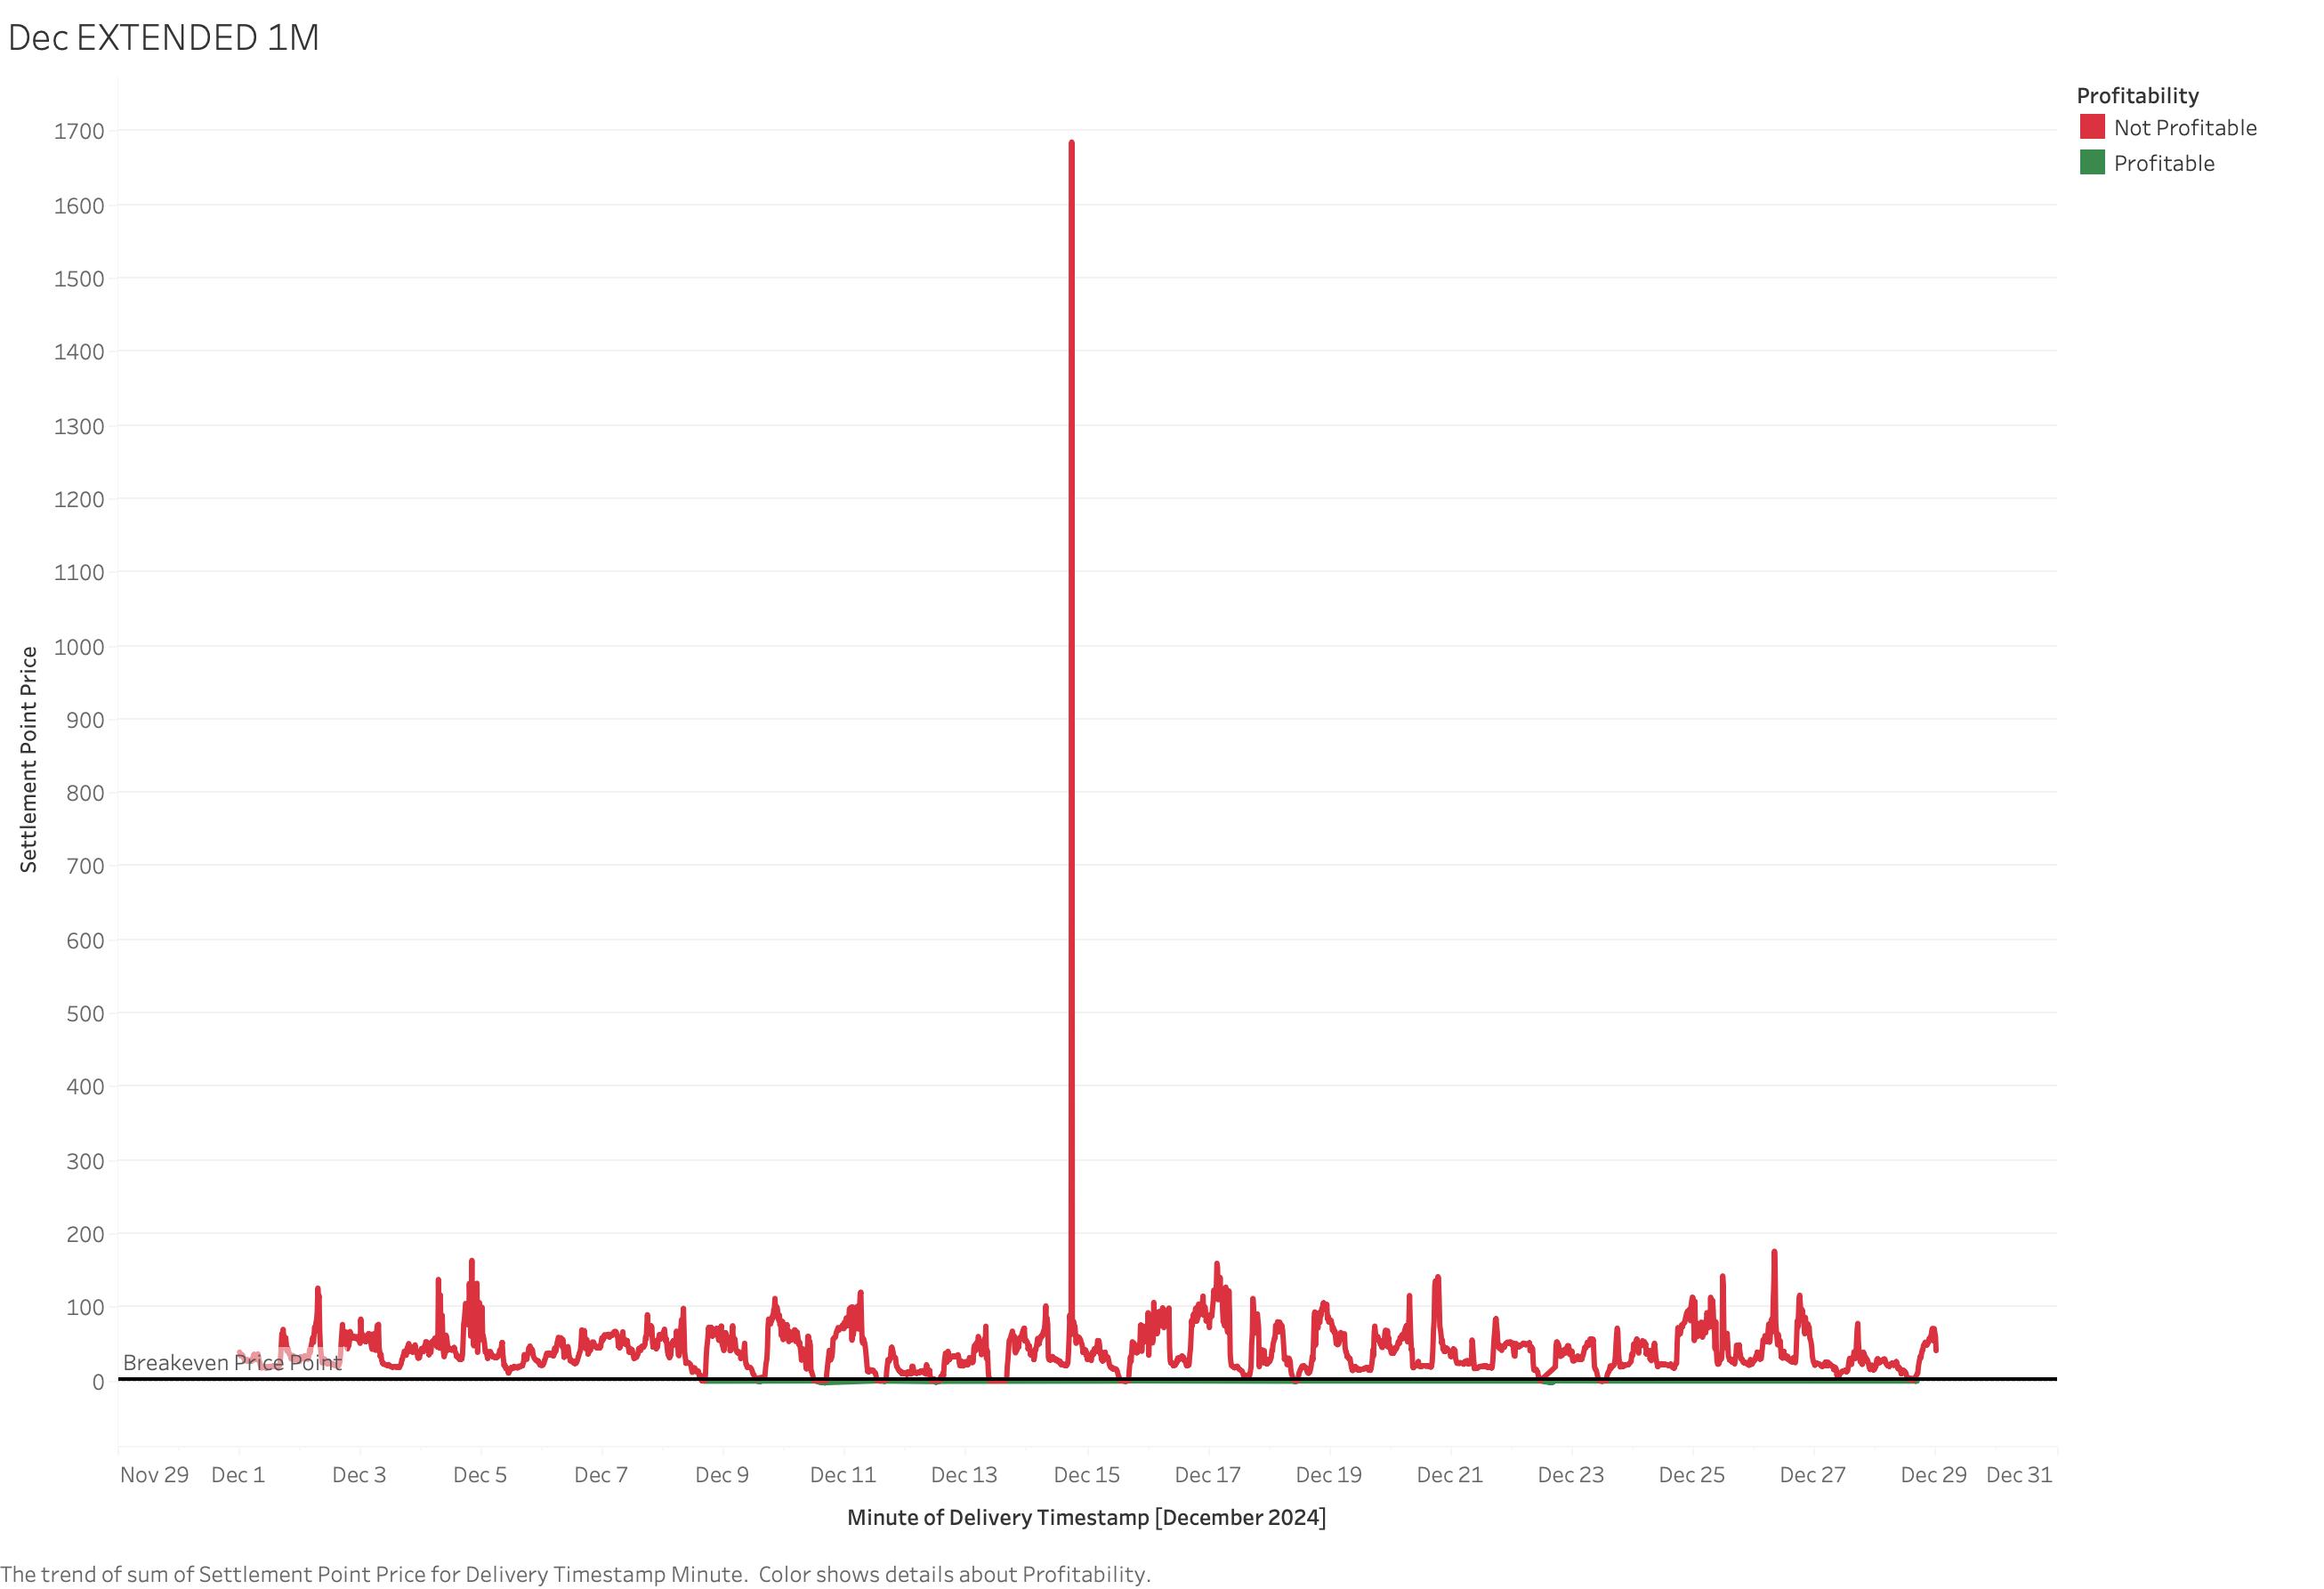 Dec EXTENDED 1M
Profitability
Not Profitable
Profitable
1700
1600
1500
1400
1300
1200
1100
1000
900
800
700
600
500
400
300
200
100
0
Settlement Point Price
Breakeven Price Point
Nov 29 Dec 1 Dec 3 Dec 5 Dec 7 Dec 9 Dec 11 Dec 13 Dec 15 Dec 17 Dec 19 Dec 21 Dec 23 Dec 25 Dec 27 Dec 29 Dec 31
Minute of Delivery Timestamp [December 2024]
The trend of sum of Settlement Point Price for Delivery Timestamp Minute.  Color shows details about Profitability.